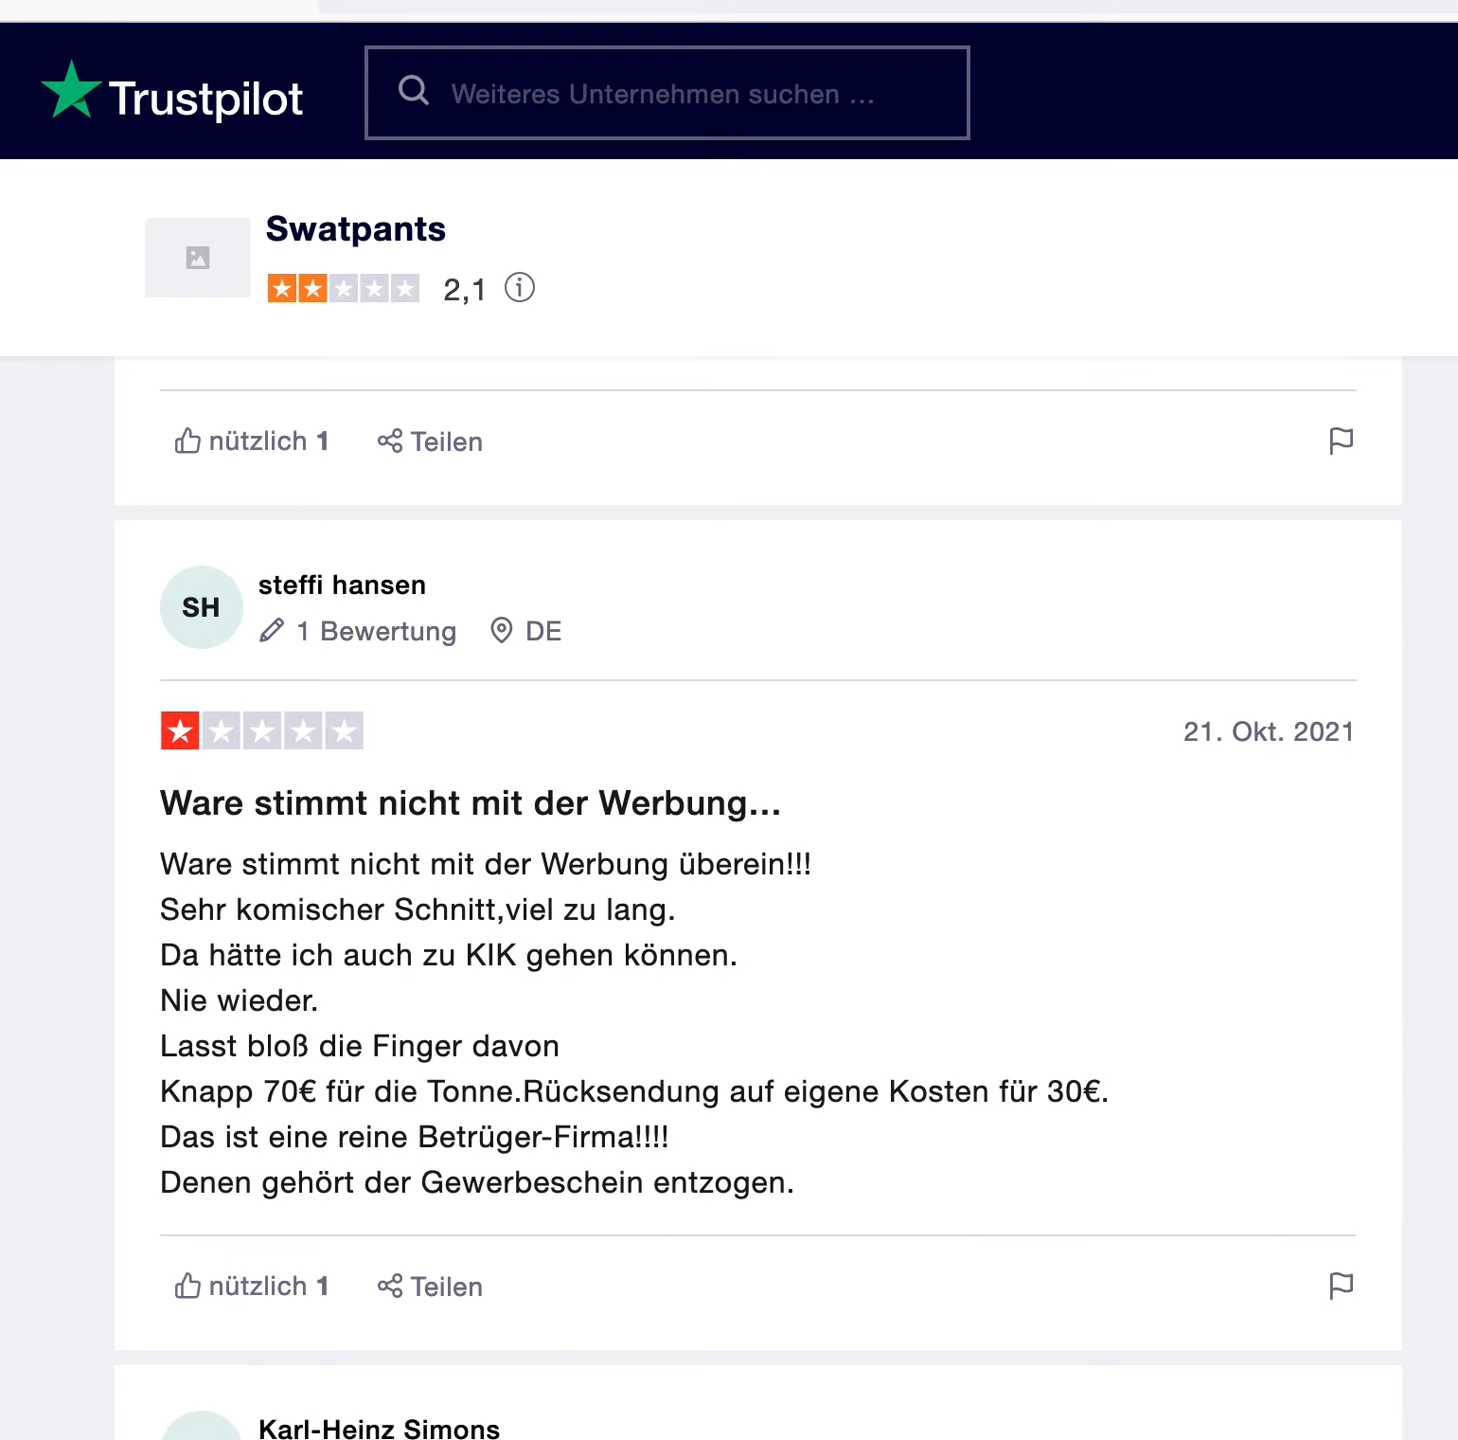 Trustpilot
Weiteres Unternehmen suchen ...
Swatpants
2,1
nützlich 1 Teilen
SH
steffi hansen
1 Bewertung DE
21. Okt. 2021
Ware stimmt nicht mit der Werbung...
Ware stimmt nicht mit der Werbung überein!!!
Sehr komischer Schnitt,viel zu lang.
Da hätte ich auch zu KIK gehen können.
Nie wieder.
Lasst bloß die Finger davon
Knapp 70€ für die Tonne.Rücksendung auf eigene Kosten für 30€.
Das ist eine reine Betrüger-Firma!!!!
Denen gehört der Gewerbeschein entzogen.
nützlich 1 Teilen
Karl-Heinz Simons